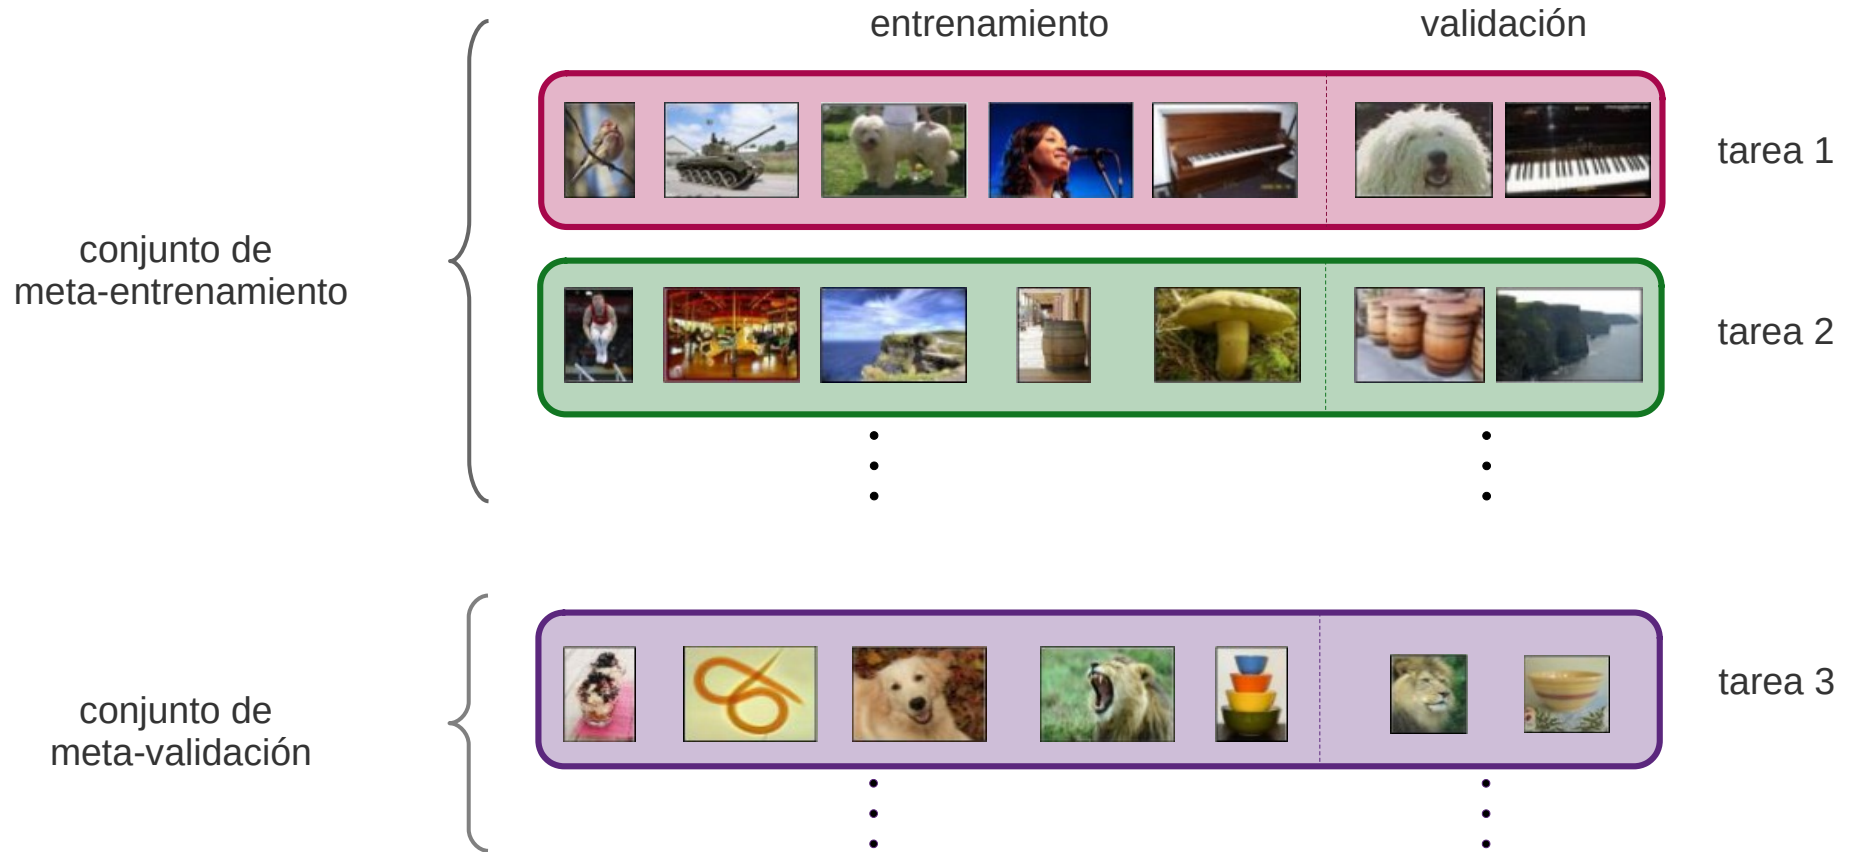 entrenamiento
validación
tarea 1
conjunto de
meta-entrenamiento
tarea 2
tarea 3
conjunto de
meta-validación